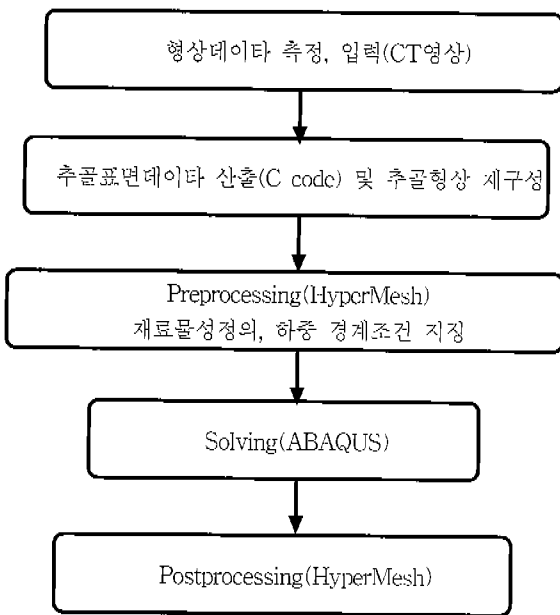 형상데이타 측정, 입력(CT영상)
추골표면데이타 산출(C code) 및 추골형상 재구성
Preprocessing(HyperMesh)
재료물성정의, 하중 경계조건 지정
Solving(ABAQUS)
Postprocessing(HyperMesh)